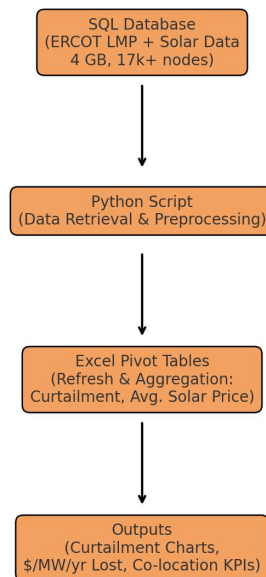 SQL Database
(ERCOT LMP + Solar Data
4 GB, 17k+ nodes)
Python Script
(Data Retrieval & Preprocessing)
Excel Pivot Tables
(Refresh & Aggregation:
Curtailment, Avg. Solar Price)
Outputs
(Curtailment Charts,
$/MW/yr Lost, Co-location KPIs)